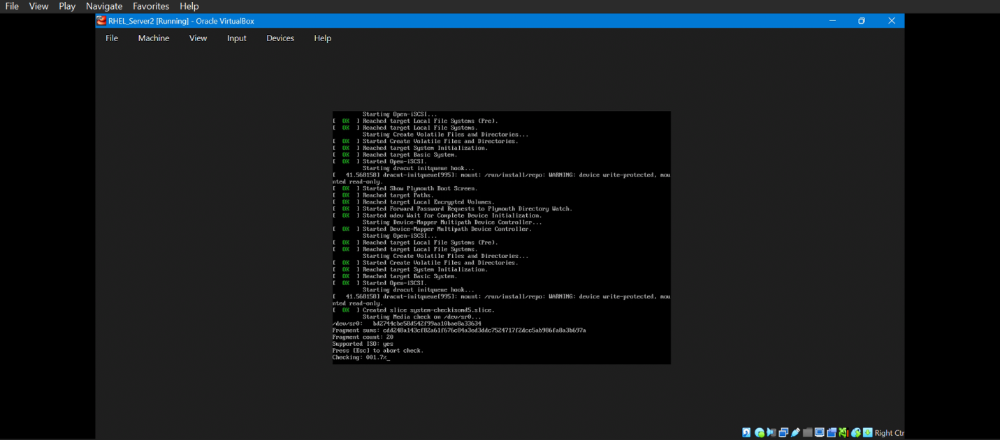 File View Play Navigate Favorites Help
RHEL_Server2 [Running] - Oracle VirtualBox
File Machine View Input Devices Help
Starting Open-iSCSI...
[ OK ] Reached target Local File Systems (Pre).
[ OK ] Reached target Local File Systems.
Starting Create Volatile Files and Directories...
[ OK ] Started Create Volatile Files and Directories.
[ OK ] Reached target System Initialization.
[ OK ] Reached target Basic System.
[ OK ] Started Open-iSCSI.
Starting dracut initqueue hook...
[ 41.568158] dracut-initqueue[995]: mount: /run/install/repo: WARNING: device write-protected, mou
nted read-only.
[ OK ] Started Show Plymouth Boot Screen.
[ OK ] Reached target Paths.
[ OK ] Reached target Local Encrypted Volumes.
[ OK ] Started Forward Password Requests to Plymouth Directory Watch.
[ OK ] Started udev Wait for Complete Device Initialization.
Starting Device-Mapper Multipath Device Controller...
[ OK ] Started Device-Mapper Multipath Device Controller.
Starting Open-iSCSI...
[ OK ] Reached target Local File Systems (Pre).
[ OK ] Reached target Local File Systems.
Starting Create Volatile Files and Directories...
[ OK ] Started Create Volatile Files and Directories.
[ OK ] Reached target System Initialization.
[ OK ] Reached target Basic System.
[ OK ] Started Open-iSCSI.
Starting dracut initqueue hook...
[ 41.568158] dracut-initqueue[995]: mount: /run/install/repo: WARNING: device write-protected, mou
nted read-only.
[ OK ] Created slice system-checkisomd5.slice.
Starting Media check on /dev/sr0...
/dev/sr0: bd2744cbe58d542f99aa10bae8a33634
Fragment sums: cdd248a143cf82a61f676c84a3ed3ddc7524717f2dcc5ab986fa8a3b697a
Fragment count: 20
Supported ISO: yes
Press [Esc] to abort check.
Checking: 001.7%_
Right Ctr